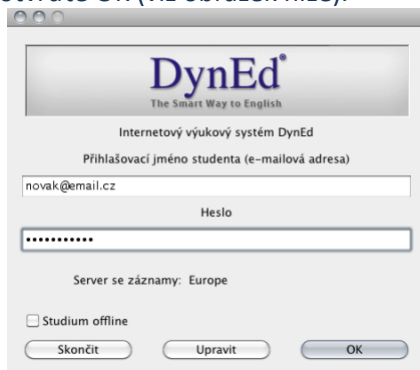 OK (viz obrázek níže).
DynEd®
The Smart Way to English
Internetový výukový systém DynEd
Přihlašovací jméno studenta (e-mailová adresa)
novak@email.cz
Heslo
•••••••••••
Server se záznamy: Europe
Studium offline
Skončit Upravit OK